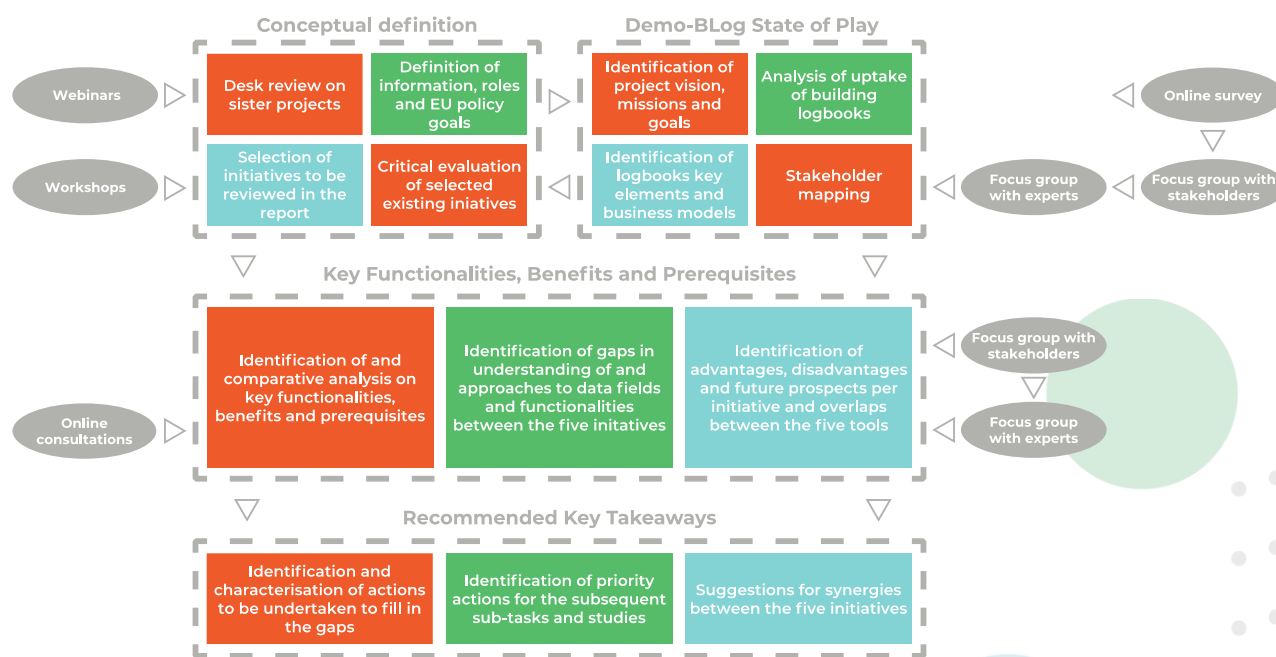 Conceptual definition
Demo-BLog State of Play
Webinars
Workshops
Desk review on
sister projects
Definition of
information, roles
and EU policy
goals
Selection of
initiatives to be
reviewed in the
report
Critical evaluation
of selected
existing iniatives
Identification of
project vision,
missions and
goals
Analysis of uptake
of building
logbooks
Identification of
logbooks key
elements and
business models
Stakeholder
mapping
Online survey
Focus group
with experts
Focus group with
stakeholders
Key Functionalities, Benefits and Prerequisites
Online
consultations
Identification of and
comparative analysis on
key functionalities,
benefits and prerequisites
Identification of gaps in
understanding of and
approaches to data fields
and functionalities
between the five initatives
Identification of
advantages, disadvantages
and future prospects per
initiative and overlaps
between the five tools
Focus group with
stakeholders
Focus group
with experts
Recommended Key Takeaways
Identification and
characterisation of actions
to be undertaken to fill in
the gaps
Identification of priority
actions for the subsequent
sub-tasks and studies
Suggestions for synergies
between the five initiatives